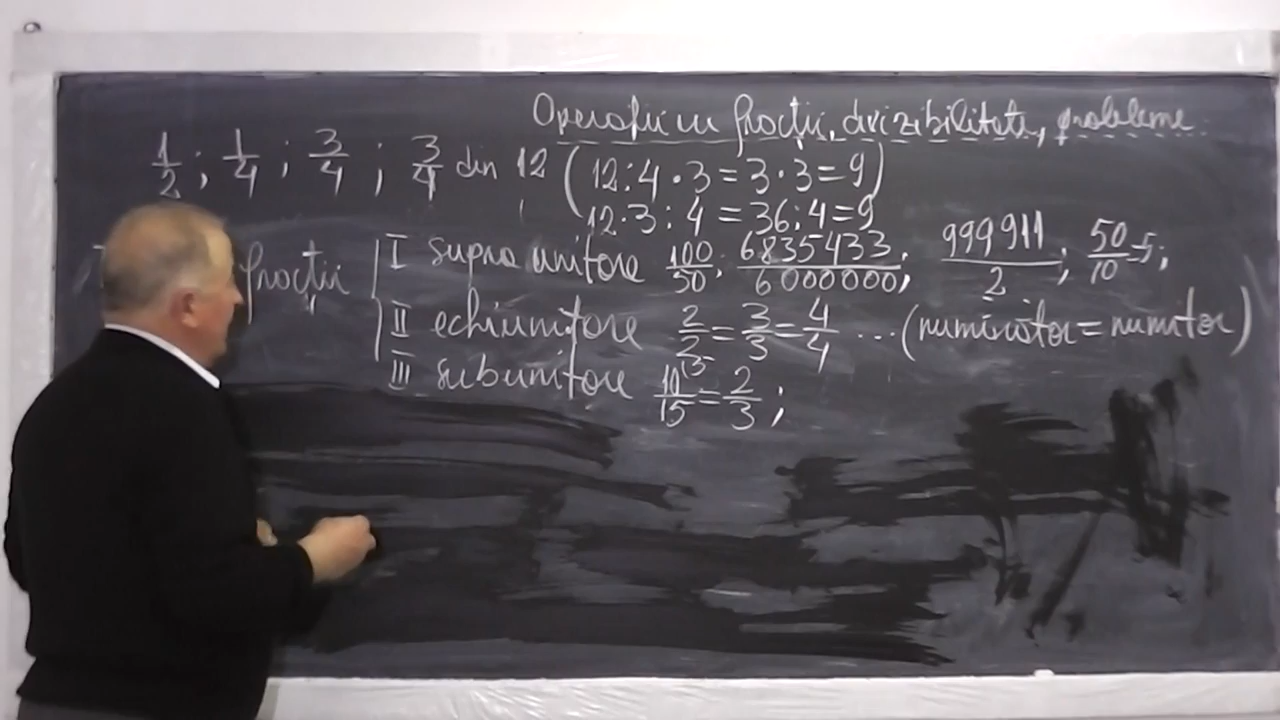 Operații cu fracții, divizibilitate, probleme
1/2 ; 1/4 ; 3/4 ; 3/4 din 12 (12:4·3=3·3=9)
12·3:4=36:4=9
fracții
I supraunitare 100/50; 6835433/6000000; 999911/2; 50/10=5;
II echiunitare 2/2=3/3=4/4 ...(numărător=numitor)
III subunitare 10/15 (5 =2/3;